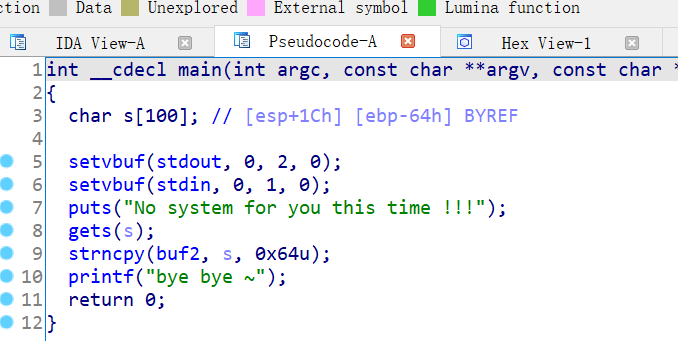 ction Data Unexplored External symbol Lumina function
IDA View-A Pseudocode-A Hex View-1
1 int __cdecl main(int argc, const char **argv, const char *
2 {
3 char s[100]; // [esp+1Ch] [ebp-64h] BYREF
4
5 setvbuf(stdout, 0, 2, 0);
6 setvbuf(stdin, 0, 1, 0);
7 puts("No system for you this time !!!");
8 gets(s);
9 strncpy(buf2, s, 0x64u);
10 printf("bye bye ~");
11 return 0;
12 }